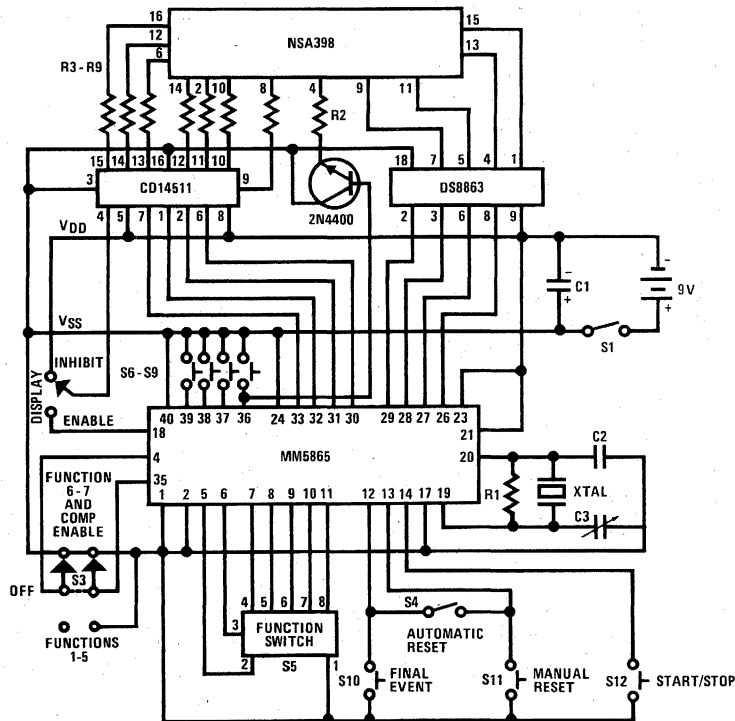 16
12
6
NSA398
15
13
R3 - R9
14 2 10 8 4 9 11
R2
15 14 13 16 12 11 10
3
CD14511
9
4 5 7 1 2 6 8
2N4400
18 7 5 4 1
DS8863
2 3 6 8 9
VDD
C1
−
+
−
9V
+
VSS
S1
INHIBIT
DISPLAY
ENABLE
S6 - S9
40 39 38 37 36 24 33 32 31 30 29 28 27 26 23
18
4
35
MM5865
21
20
1 2 5 6 7 8 9 10 11 12 13 14 17 19
C2
R1
XTAL
C3
FUNCTION
6-7
AND
COMP
ENABLE
OFF
S3
FUNCTIONS
1-5
4 5 6 7 8
3
FUNCTION
SWITCH
2
S5
1
S4
AUTOMATIC
RESET
S10
FINAL
EVENT
S11
MANUAL
RESET
S12
START/STOP